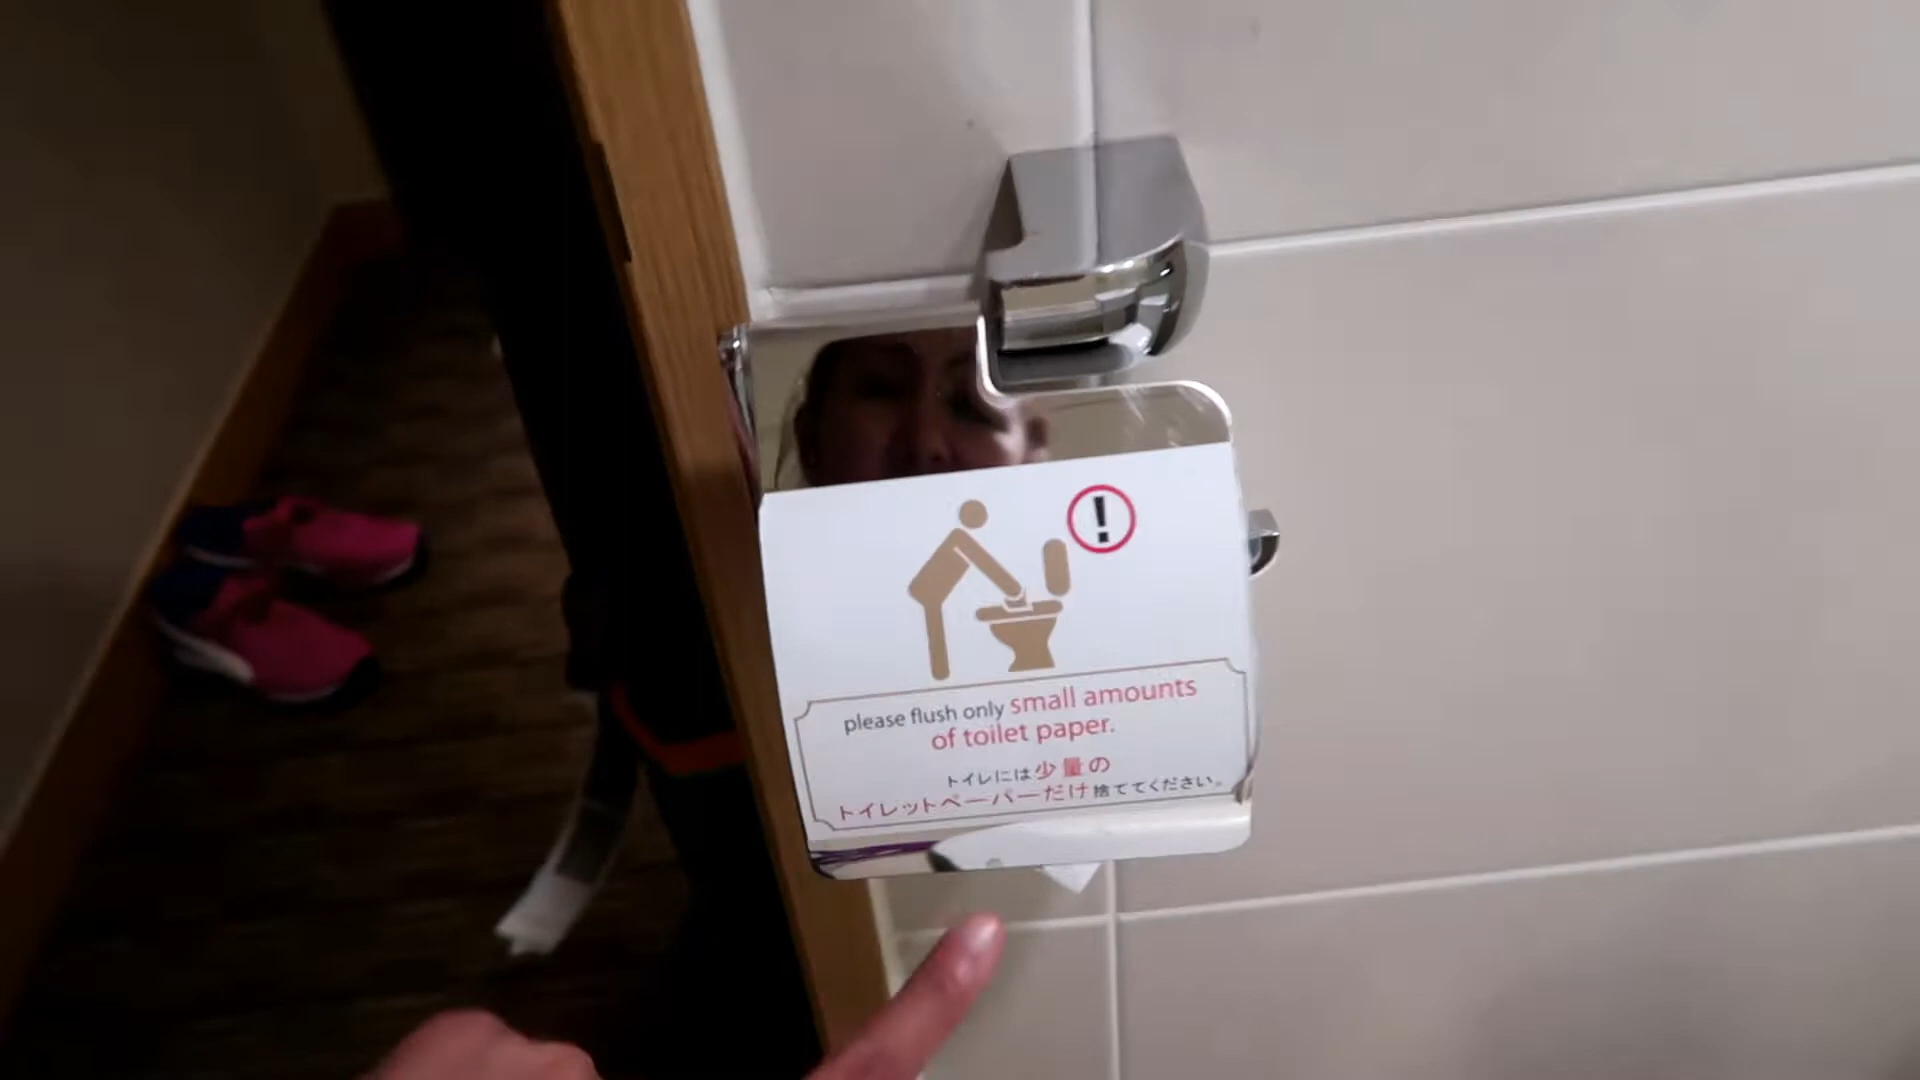 !
please flush only small amounts
of toilet paper.
トイレには少量の
トイレットペーパーだけ捨ててください。